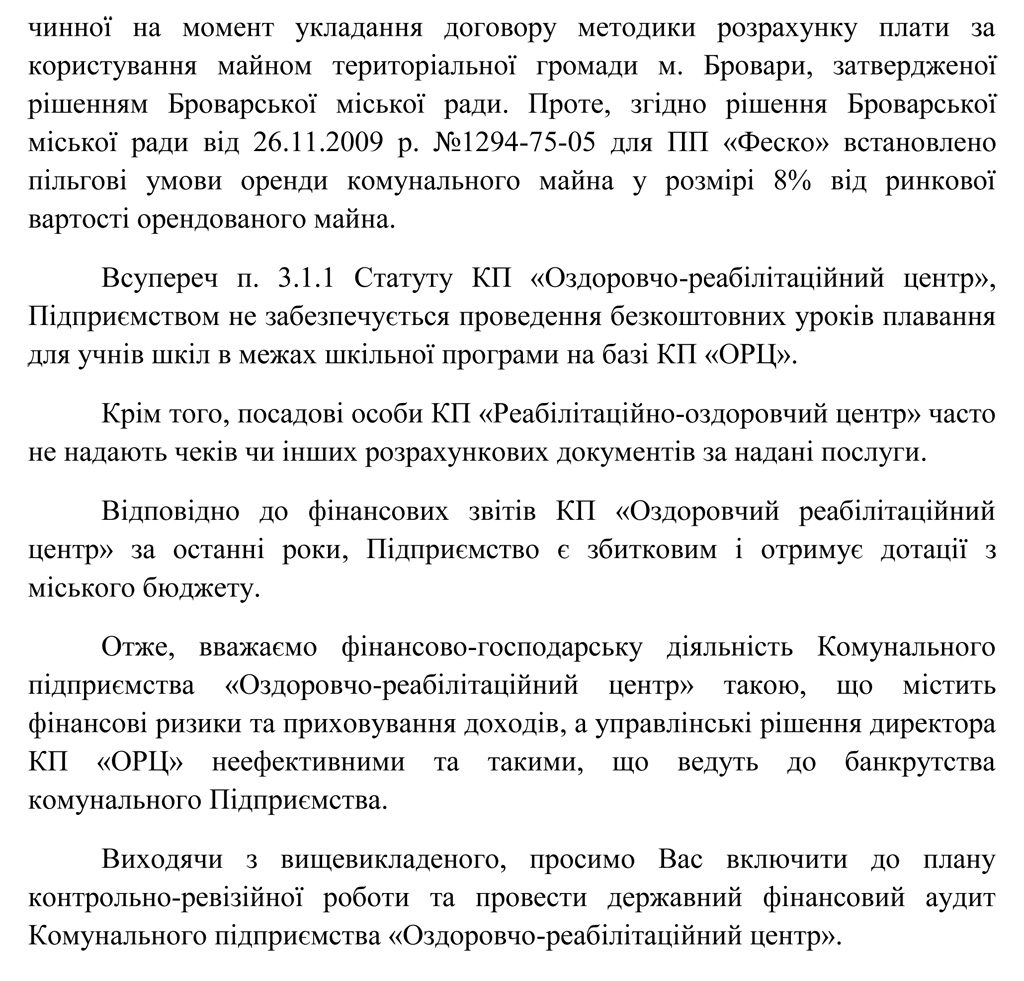 чинної на момент укладання договору методики розрахунку плати за
користування майном територіальної громади м. Бровари, затвердженої
рішенням Броварської міської ради. Проте, згідно рішення Броварської
міської ради від 26.11.2009 р. №1294-75-05 для ПП «Феско» встановлено
пільгові умови оренди комунального майна у розмірі 8% від ринкової
вартості орендованого майна.
Всупереч п. 3.1.1 Статуту КП «Оздоровчо-реабілітаційний центр»,
Підприємством не забезпечується проведення безкоштовних уроків плавання
для учнів шкіл в межах шкільної програми на базі КП «ОРЦ».
Крім того, посадові особи КП «Реабілітаційно-оздоровчий центр» часто
не надають чеків чи інших розрахункових документів за надані послуги.
Відповідно до фінансових звітів КП «Оздоровчий реабілітаційний
центр» за останні роки, Підприємство є збитковим і отримує дотації з
міського бюджету.
Отже, вважаємо фінансово-господарську діяльність Комунального
підприємства «Оздоровчо-реабілітаційний центр» такою, що містить
фінансові ризики та приховування доходів, а управлінські рішення директора
КП «ОРЦ» неефективними та такими, що ведуть до банкрутства
комунального Підприємства.
Виходячи з вищевикладеного, просимо Вас включити до плану
контрольно-ревізійної роботи та провести державний фінансовий аудит
Комунального підприємства «Оздоровчо-реабілітаційний центр».